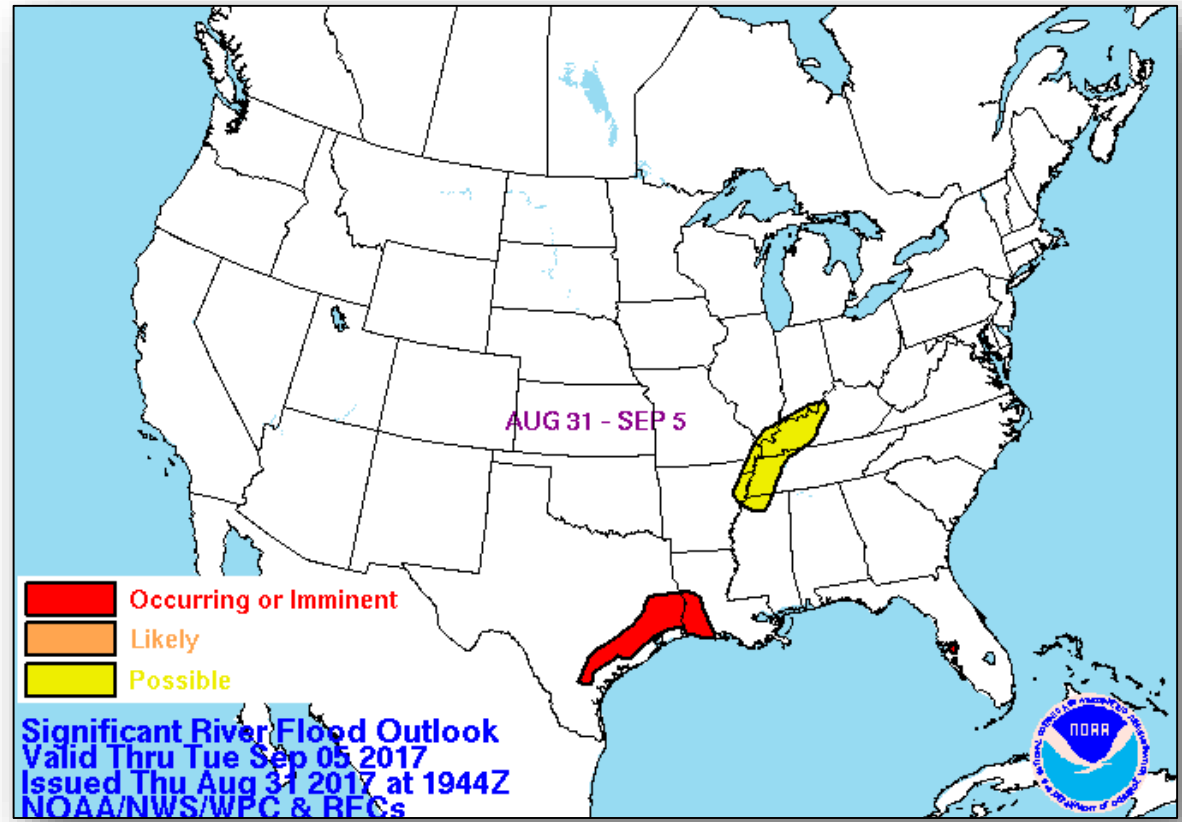 AUG 31 - SEP 5
Occurring or Imminent
Likely
Possible
Significant River Flood Outlook
Valid Thru Tue Sep 05 2017
Issued Thu Aug 31 2017 at 1944Z
NOAA/NWS/WPC & RFCs
NOAA